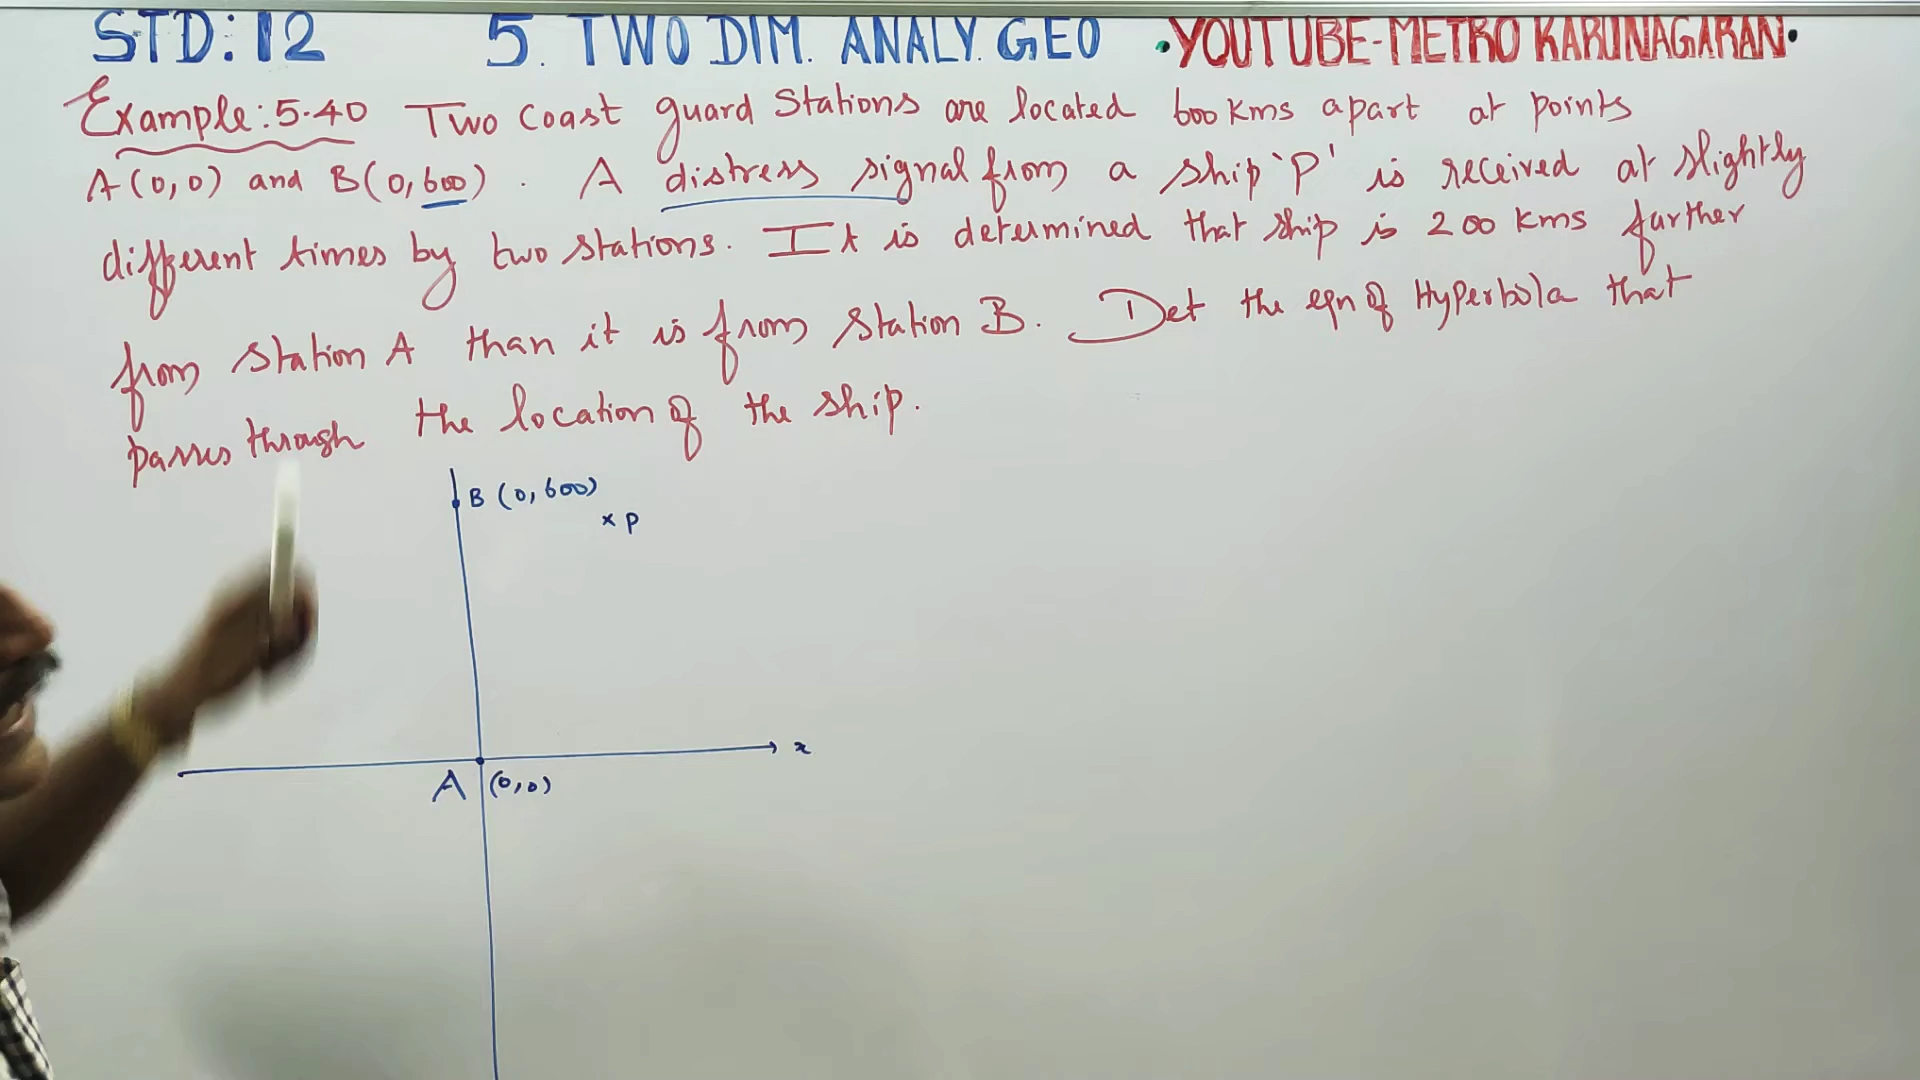 STD: 12 5. TWO DIM. ANALY. GEO •YOUTUBE-METRO KARUNAGARAN•
Example: 5.40 Two coast guard stations are located 600 kms apart at points
A(0,0) and B(0,600). A distress signal from a ship 'P' is received at slightly
different times by two stations. It is determined that ship is 200 kms further
from station A than it is from station B. Det the eqn of Hyperbola that
passes through the location of the ship.
B (0,600)
x P
x
A (0,0)